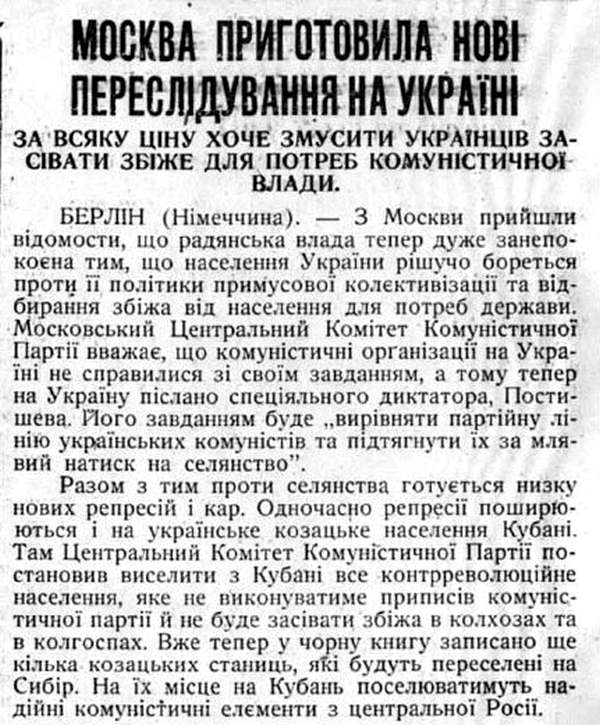 МОСКВА ПРИГОТОВИЛА НОВІ
ПЕРЕСЛІДУВАННЯ НА УКРАЇНІ
ЗА ВСЯКУ ЦІНУ ХОЧЕ ЗМУСИТИ УКРАЇНЦІВ ЗА-
СІВАТИ ЗБІЖЕ ДЛЯ ПОТРЕБ КОМУНІСТИЧНОЇ
ВЛАДИ.
БЕРЛІН (Німеччина). — З Москви прийшли
відомости, що радянська влада тепер дуже занепо-
коєна тим, що населення України рішучо бореться
проти її політики примусової колективізації та від-
бирання збіжа від населення для потреб держави.
Московський Центральний Комітет Комуністичної
Партії вважає, що комуністичні орґанізації на Укра-
їні не справилися зі своїм завданням, а тому тепер
на Україну післано спеціяльного диктатора, Пости-
шева. Його завданням буде „вирівняти партійну лі-
нію українських комуністів та підтягнути їх за мля-
вий натиск на селянство”.
Разом з тим проти селянства готується низку
нових репресій і кар. Одночасно репресії поширю-
ються і на українське козацьке населення Кубані.
Там Центральний Комітет Комуністичної Партії по-
становив виселити з Кубані все контрреволюційне
населення, яке не виконуватиме приписів комуніс-
тичної партії й не буде засівати збіжа в колхозах та
в колгоспах. Вже тепер у чорну книгу записано ще
кілька козацьких станиць, які будуть переселені на
Сибір. На їх місце на Кубань поселюватимуть на-
дійні комуністичні елементи з центральної Росії.